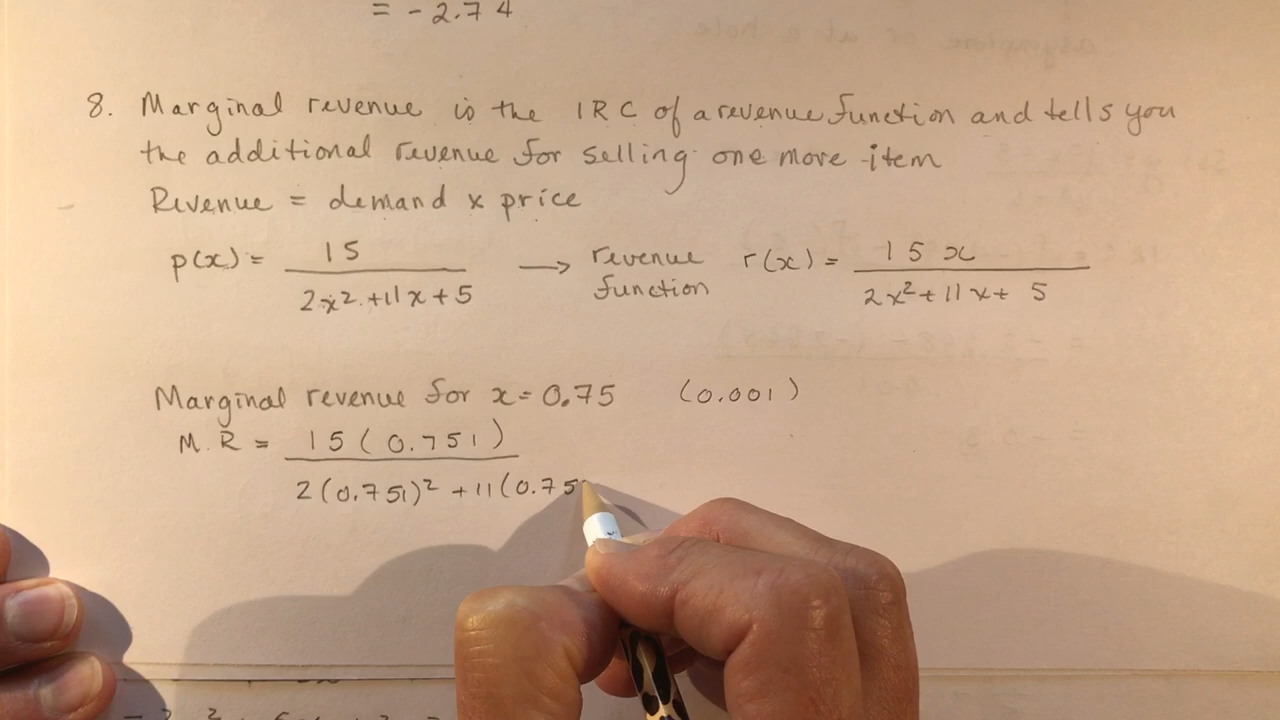 = - 2.74
8. Marginal revenue is the IRC of a revenue function and tells you
the additional revenue for selling one more item
Revenue = demand x price
p(x) = 15 / 2x² + 11x + 5 → revenue function r(x) = 15x / 2x² + 11x + 5
Marginal revenue for x = 0.75 (0.001)
M.R = 15(0.751) / 2(0.751)² + 11(0.75